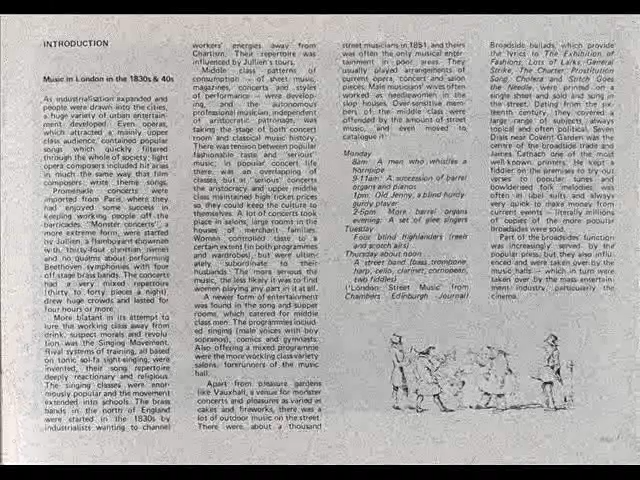 INTRODUCTION
Music in London in the 1830s & 40s
As industrialisation expanded and
people were drawn into the cities,
a huge variety of urban entertain-
ment developed. Even opera,
which attracted a mainly upper
class audience, contained popular
songs which quickly filtered
through the whole of society; light
opera composers included hit arias
in much the same way that film
composers write theme songs.
Promenade concerts were
imported from Paris, where they
had enjoyed some success in
keeping working people off the
barricades. "Monster concerts", a
more extreme form, were started
by Jullien, a flamboyant showman
with thirty-four christian names
and no qualms about performing
Beethoven symphonies with four
off stage brass bands. The concerts
had a very mixed repertoire
(thirty to forty pieces a night)
drew huge crowds and lasted for
four hours or more.
More blatant in its attempt to
lure the working class away from
drink, suspect morals and revolu-
tion, was the Singing Movement.
Rival systems of training, all based
on tonic sol-fa sight-singing, were
invented, their song repertoire
deeply reactionary and religious.
The singing classes were enor-
mously popular and the movement
extended into schools. The brass
bands in the north of England
were started in the 1830s by
industrialists wanting to channel
workers' energies away from
Chartism. Their repertoire was
influenced by Jullien's tours.
Middle class patterns of
consumption — of street music,
magazines, concerts and styles
of performance — were develop-
ing, and the autonomous
professional musician, independent
of aristocratic patronage, was
taking the stage of both concert
room and classical music history.
There was tension between popular
fashionable taste and 'serious'
music; in popular concert life
there was an overlapping of
classes, but at 'serious' concerts
the aristocracy and upper middle
class maintained high ticket prices
so they could keep the culture to
themselves. A lot of concerts took
place in salons, large rooms in the
houses of merchant families.
Women controlled taste to a
certain extent (in both programmes
and wardrobe), but were ultim-
ately subordinate to their
husbands. The more serious the
music, the less likely it was to find
women playing any part in it at all.
A newer form of entertainment
was found in the song and supper
rooms, which catered for middle
class men. The programmes includ-
ed singing (male voices with boy
sopranos), comics and gymnasts.
Also offering a mixed programme
were the more working class variety
saloons, forerunners of the music
hall.
Apart from pleasure gardens
like Vauxhall, a venue for monster
concerts and pleasures as varied as
cakes and fireworks, there was a
lot of outdoor music on the street.
There were about a thousand
street musicians in 1851, and theirs
was often the only musical enter-
tainment in poor areas. They
usually played arrangements of
current opera, concert and salon
pieces. Male musicians' wives often
worked as needlewomen in the
slop houses. Over-sensitive mem-
bers of the middle class were
offended by the amount of street
music, and even moved to
catalogue it:
Monday
8am: A man who whistles a
hornpipe
9-11am: A succession of barrel
organs and pianos
1pm: Old Jenny, a blind hurdy
gurdy player
2-5pm: More barrel organs
evening: A set of glee singers
Tuesday
Four blind highlanders (reels
and scotch airs)
Thursday about noon
A street band (bass, trombone,
harp, cello, clarinet, cornopean,
two fiddles)
('London: Street Music' from
Chambers Edinburgh Journal)
Broadside ballads, which provide
the lyrics to The Exhibition of
Fashions, Lots of Larks, General
Strike, The Charter, Prostitution
Song, Cholera and Stitch Goes
the Needle, were printed on a
single sheet and sold and sung in
the street. Dating from the six-
teenth century, they covered a
large range of subjects, always
topical and often political. Seven
Dials near Covent Garden was the
centre of the broadside trade and
James Catnach one of the most
well known printers. He kept a
fiddler on the premises to try out
verses to popular tunes and
bowdlerised folk melodies, was
often in libel suits and always
very quick to make money from
current events — literally millions
of copies of the more popular
Broadsides were sold.
Part of the broadsides' function
was increasingly served by the
popular press, but they also influ-
enced and were taken over by the
music halls — which in turn were
taken over by the mass entertain-
ment industry, particularly the
cinema.